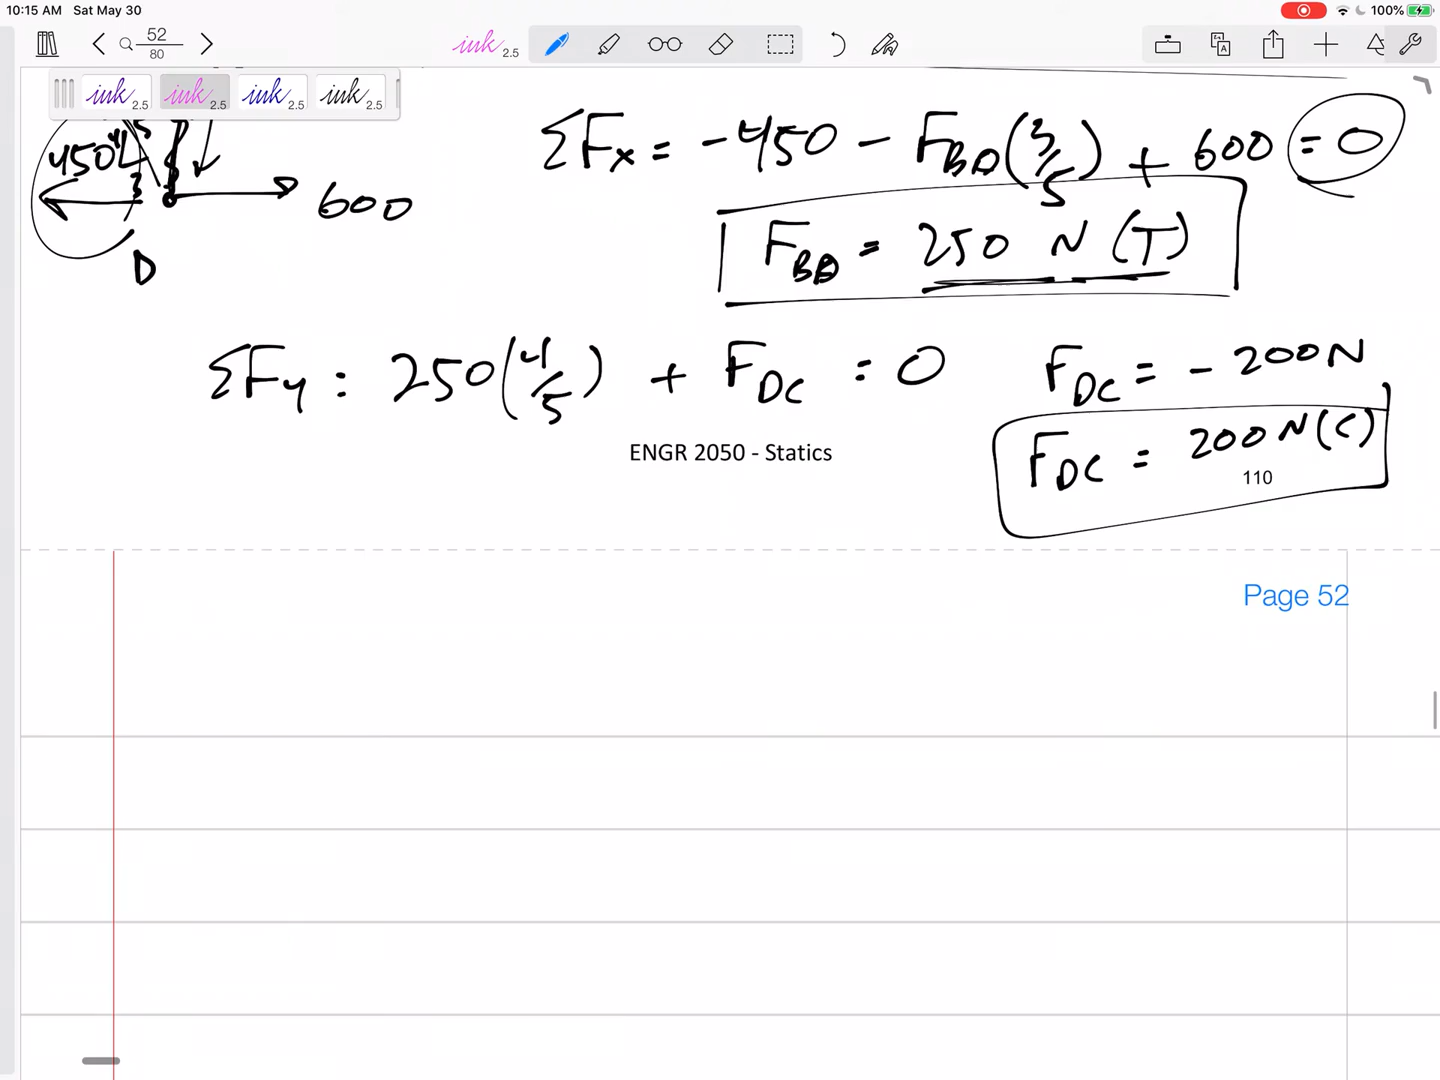 10:15 AM Sat May 30
100%
52
80
ink 2.5
ink 2.5 ink 2.5 ink 2.5 ink 2.5
ΣFx = -450 - FBD(3/5) + 600 = 0
450
600
D
FBD = 250 N (T)
ΣFy = 250(4/5) + FDC = 0
FDC = -200N
FDC = 200N(C)
ENGR 2050 - Statics
110
Page 52